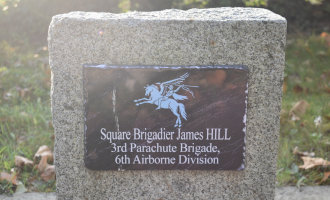 Square Brigadier James HILL
3rd Parachute Brigade,
6th Airborne Division